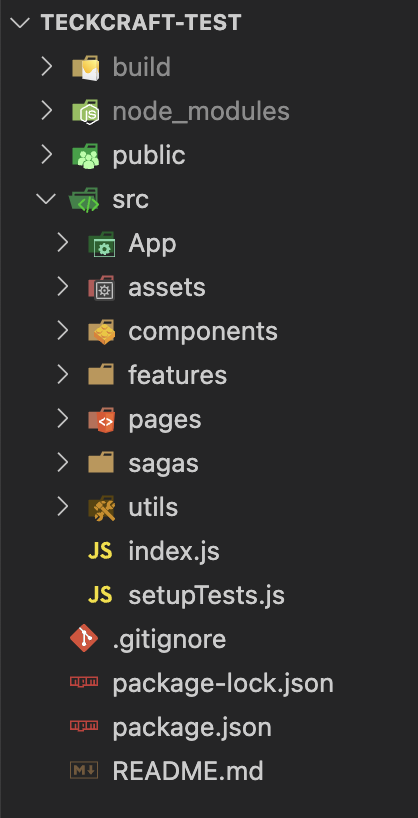 TECKCRAFT-TEST
build
node_modules
public
src
App
assets
components
features
pages
sagas
utils
JS index.js
JS setupTests.js
.gitignore
package-lock.json
package.json
README.md